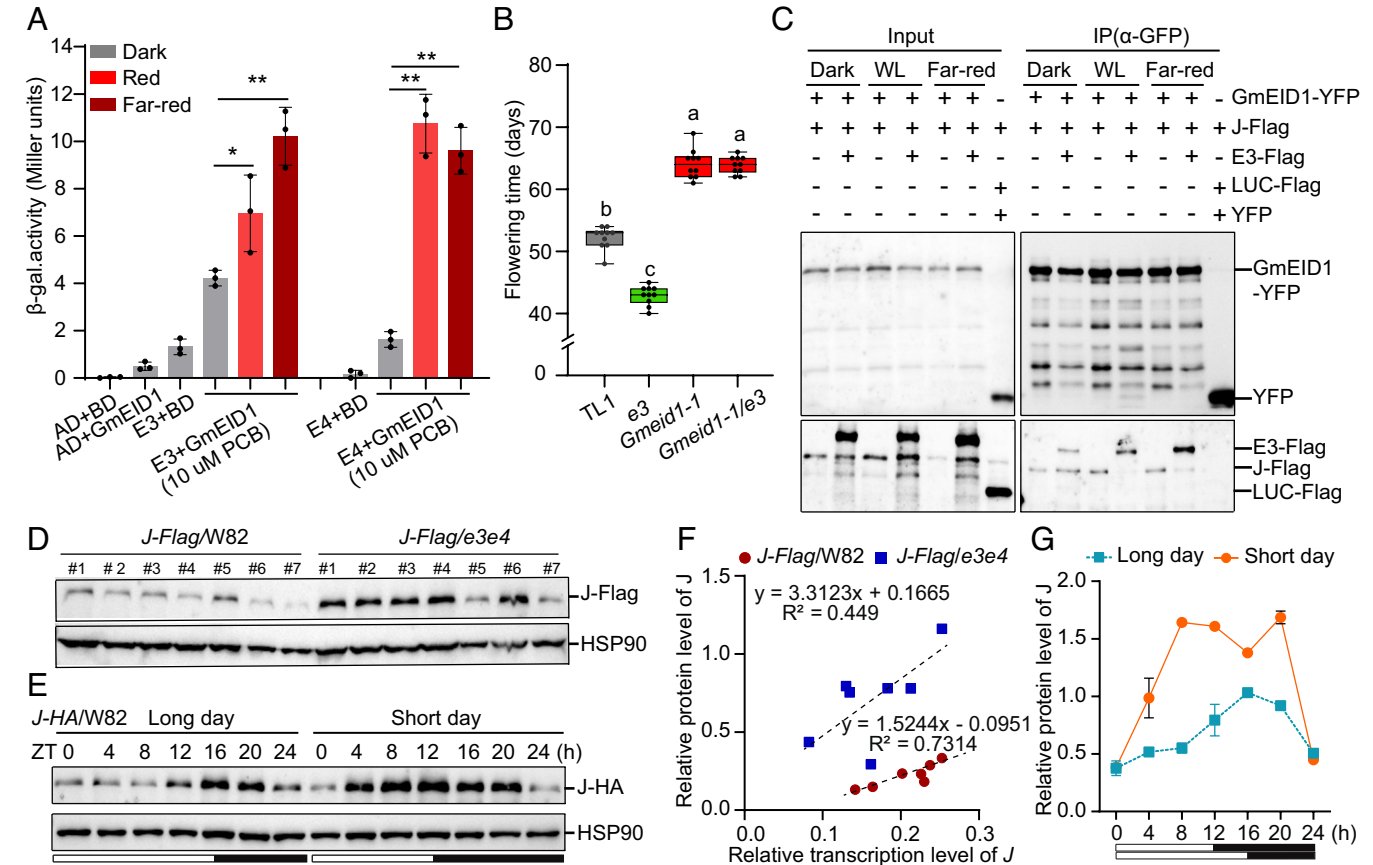 A
β-gal.activity (Miller units)
14
12
10
8
6
4
2
0
Dark
Red
Far-red
*
**
**
**
AD+BD
AD+GmEID1
E3+BD
E3+GmEID1
(10 uM PCB)
E4+BD
E4+GmEID1
(10 uM PCB)
B
Flowering time (days)
80
70
60
50
40
0
b
c
a
a
TL1
e3
Gmeid1-1
Gmeid1-1/e3
C
Input IP(α-GFP)
Dark WL Far-red Dark WL Far-red
+ + + + + + - + + + + + + - GmEID1-YFP
+ + + + + + + + + + + + + + J-Flag
- + - + - + - + - + - + E3-Flag
- - - - - - + - - - - - - + LUC-Flag
- - - - - - + - - - - - - + YFP
GmEID1
-YFP
YFP
E3-Flag
J-Flag
LUC-Flag
D
J-Flag/W82 J-Flag/e3e4
#1 # 2 #3 #4 #5 #6 #7 #1 #2 #3 #4 #5 #6 #7
J-Flag
HSP90
E
J-HA/W82 Long day Short day
ZT 0 4 8 12 16 20 24 0 4 8 12 16 20 24 (h)
J-HA
HSP90
F
J-Flag/W82 J-Flag/e3e4
Relative protein level of J
1.5
1.0
0.5
0.0
y = 3.3123x + 0.1665
R² = 0.449
y = 1.5244x - 0.0951
R² = 0.7314
0.0 0.1 0.2 0.3
Relative transcription level of J
G
Long day Short day
Relative protein level of J
2.0
1.5
1.0
0.5
0.0
0 4 8 12 16 20 24 (h)